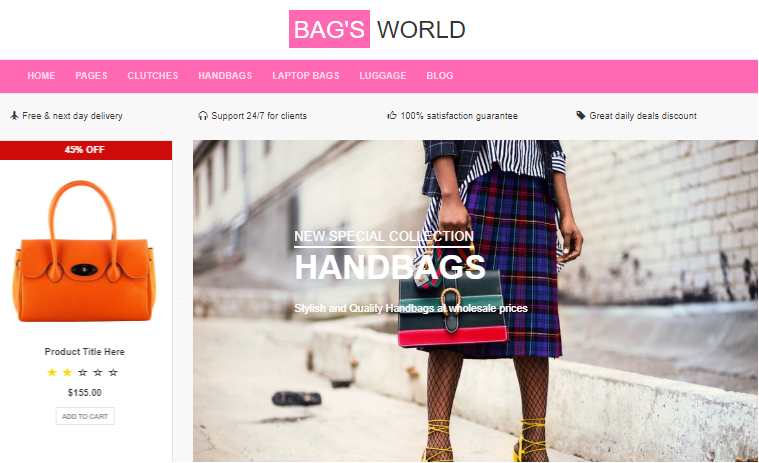 BAG'S WORLD
HOME PAGES CLUTCHES HANDBAGS LAPTOP BAGS LUGGAGE BLOG
Free & next day delivery Support 24/7 for clients 100% satisfaction guarantee Great daily deals discount
45% OFF
Product Title Here
$155.00
ADD TO CART
NEW SPECIAL COLLECTION
HANDBAGS
Stylish and Quality Handbags at wholesale prices